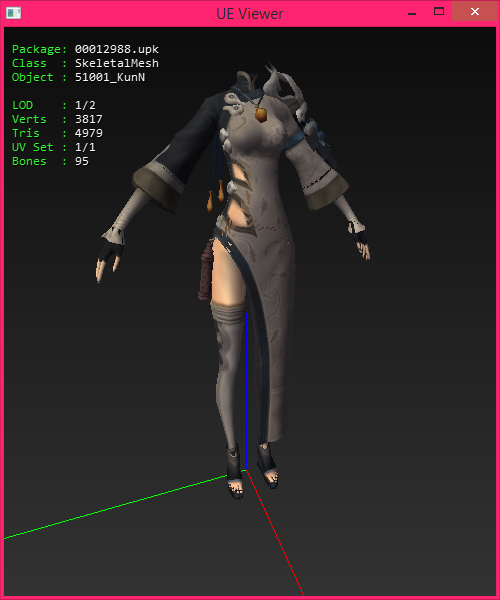 UE Viewer
Package: 00012988.upk
Class  : SkeletalMesh
Object : 51001_KunN
LOD    : 1/2
Verts  : 3817
Tris   : 4979
UV Set : 1/1
Bones  : 95